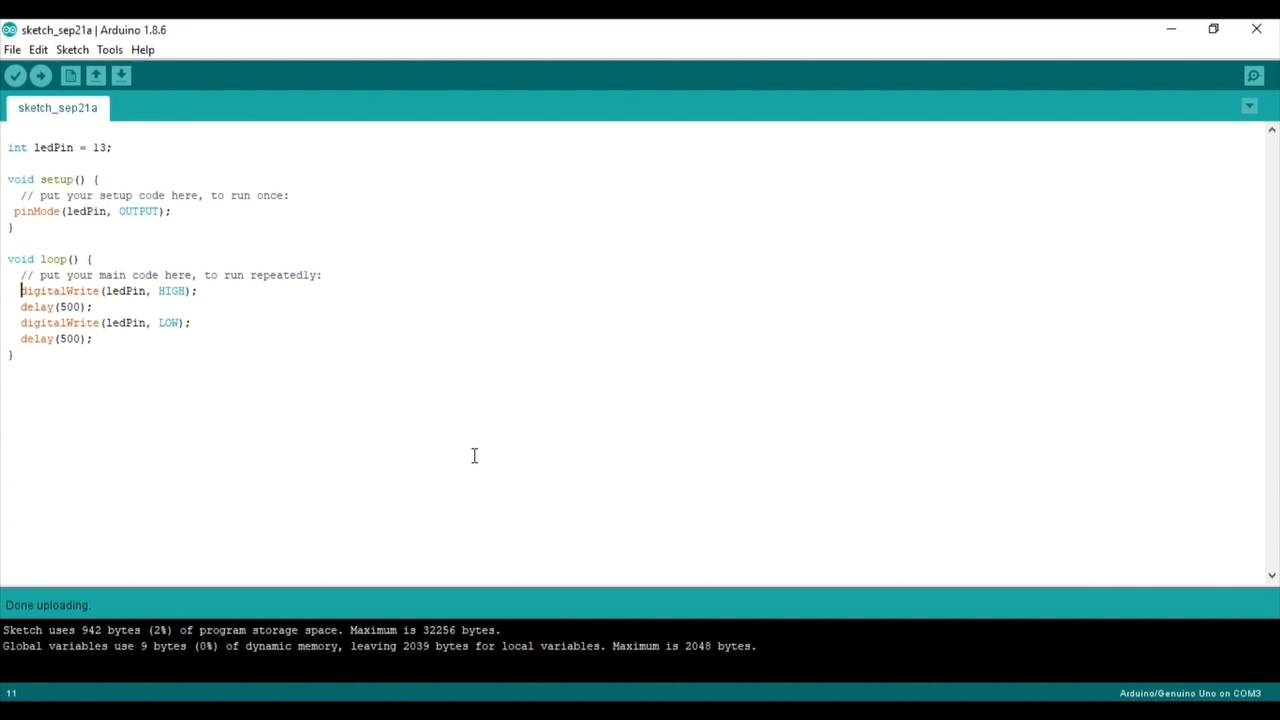 sketch_sep21a | Arduino 1.8.6
File Edit Sketch Tools Help
sketch_sep21a
int ledPin = 13;
void setup() {
// put your setup code here, to run once:
pinMode(ledPin, OUTPUT);
}
void loop() {
// put your main code here, to run repeatedly:
digitalWrite(ledPin, HIGH);
delay(500);
digitalWrite(ledPin, LOW);
delay(500);
}
Done uploading.
Sketch uses 942 bytes (2%) of program storage space. Maximum is 32256 bytes.
Global variables use 9 bytes (0%) of dynamic memory, leaving 2039 bytes for local variables. Maximum is 2048 bytes.
11 Arduino/Genuino Uno on COM3